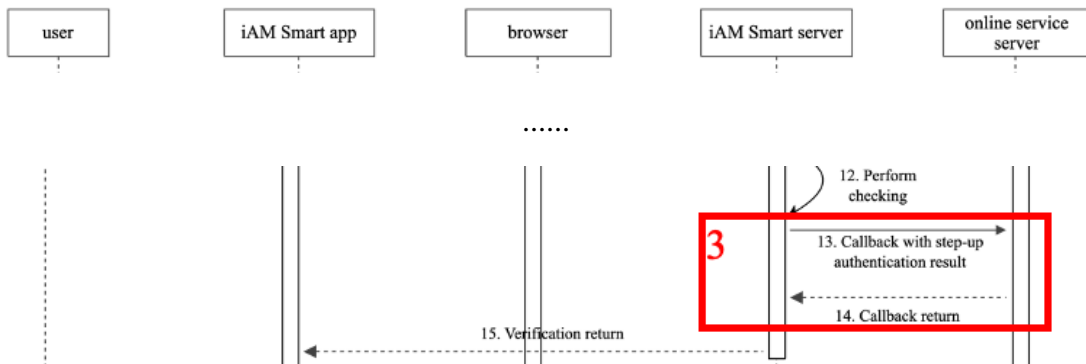 user
iAM Smart app
browser
iAM Smart server
online service
server
......
12. Perform
checking
3
13. Callback with step-up
authentication result
14. Callback return
15. Verification return